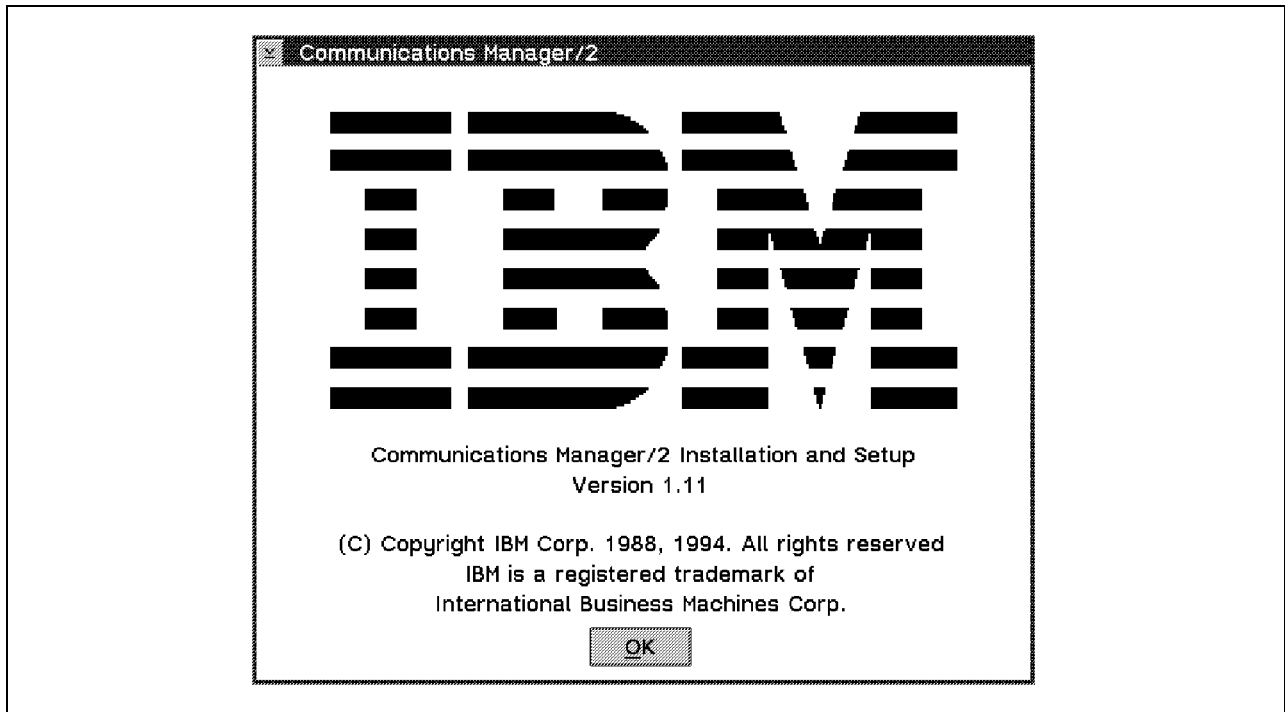 Communications Manager/2
IBM
Communications Manager/2 Installation and Setup
Version 1.11
(C) Copyright IBM Corp. 1988, 1994. All rights reserved
IBM is a registered trademark of
International Business Machines Corp.
OK